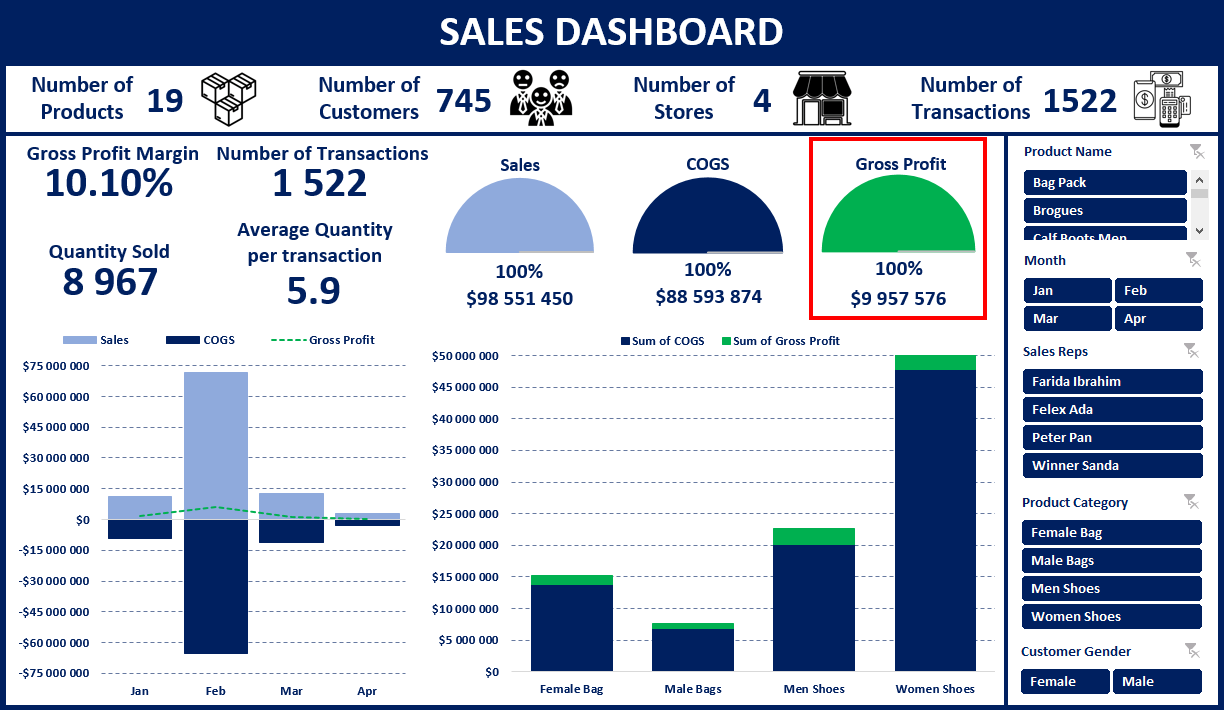 SALES DASHBOARD
Number of
Products
19
Number of
Customers
745
Number of
Stores
4
Number of
Transactions
1522
Gross Profit Margin
10.10%
Number of Transactions
1 522
Quantity Sold
8 967
Average Quantity
per transaction
5.9
Sales
100%
$98 551 450
COGS
100%
$88 593 874
Gross Profit
100%
$9 957 576
Sales
COGS
Gross Profit
$75 000 000
$60 000 000
$45 000 000
$30 000 000
$15 000 000
$0
-$15 000 000
-$30 000 000
-$45 000 000
-$60 000 000
-$75 000 000
Jan
Feb
Mar
Apr
Sum of COGS
Sum of Gross Profit
$50 000 000
$45 000 000
$40 000 000
$35 000 000
$30 000 000
$25 000 000
$20 000 000
$15 000 000
$10 000 000
$5 000 000
$0
Female Bag
Male Bags
Men Shoes
Women Shoes
Product Name
Bag Pack
Brogues
Calf Boots Men
Month
Jan
Feb
Mar
Apr
Sales Reps
Farida Ibrahim
Felex Ada
Peter Pan
Winner Sanda
Product Category
Female Bag
Male Bags
Men Shoes
Women Shoes
Customer Gender
Female
Male